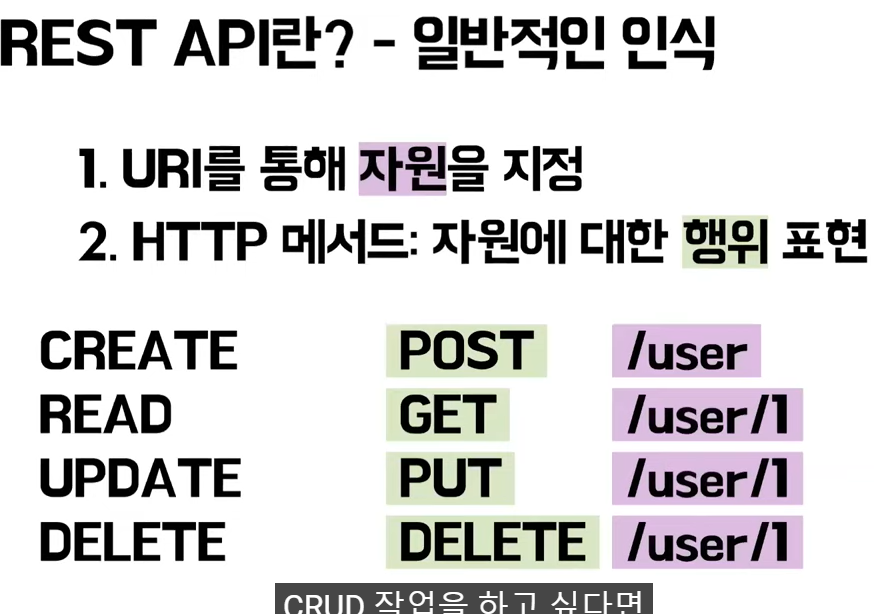 REST API란? - 일반적인 인식
1. URI를 통해 자원을 지정
2. HTTP 메서드: 자원에 대한 행위 표현
CREATE POST /user
READ GET /user/1
UPDATE PUT /user/1
DELETE DELETE /user/1
CRUD 작업을 하고 싶다면